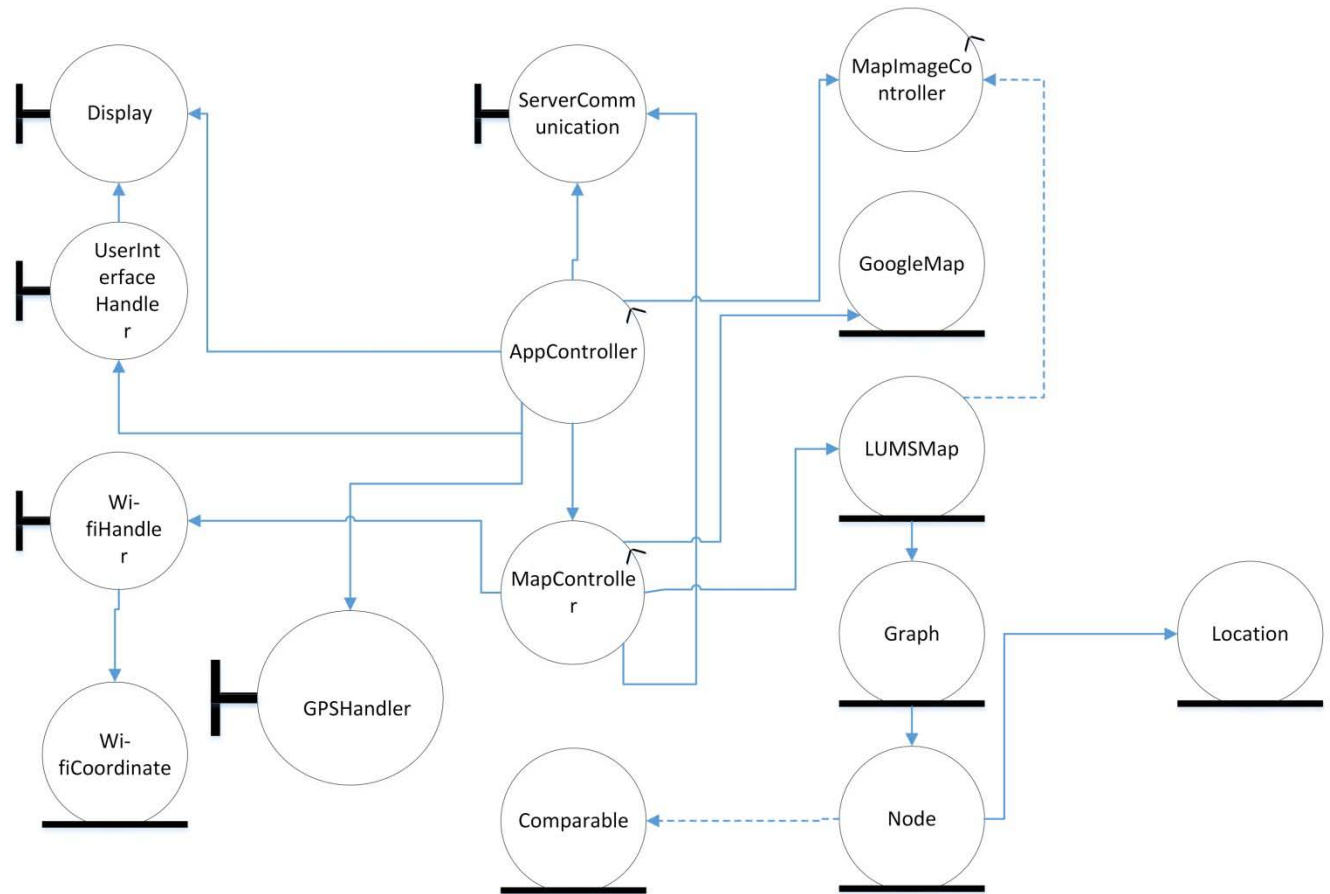 Display
ServerComm
unication
MapImageCo
ntroller
UserInt
erface
Handle
r
GoogleMap
AppController
LUMSMap
Wi-
fiHandle
r
MapControlle
r
Graph
Location
GPSHandler
Wi-
fiCoordinate
Comparable
Node